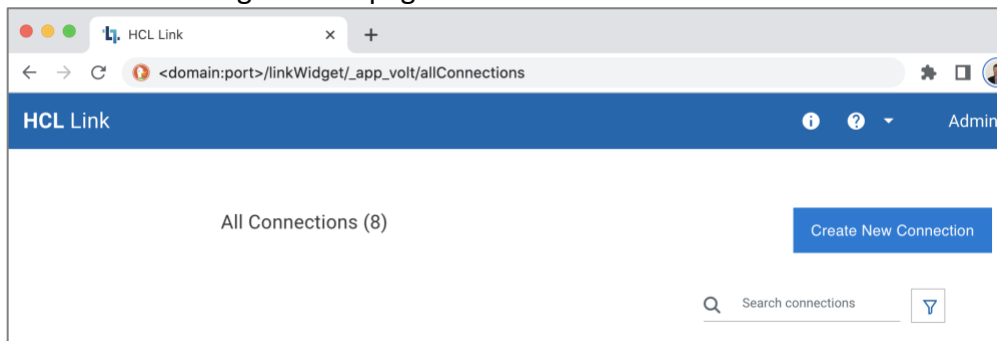 HCL Link
<domain:port>/linkWidget/_app_volt/allConnections
HCL Link
Admin
All Connections (8)
Create New Connection
Search connections